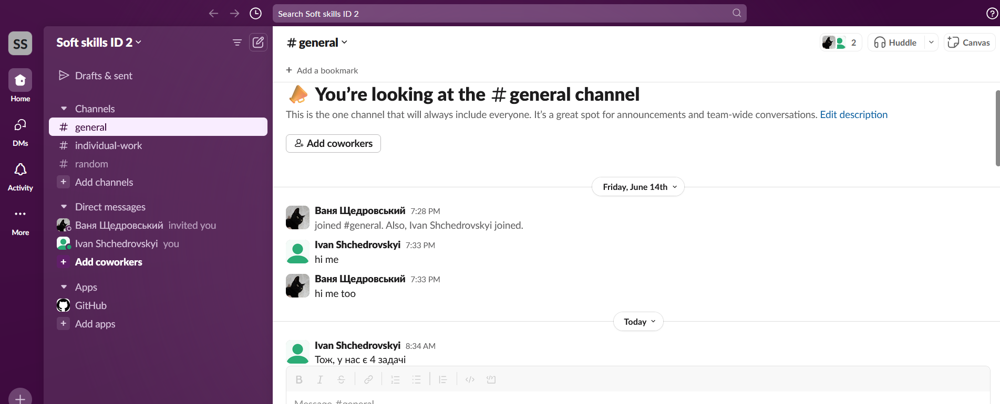 Search Soft skills ID 2
SS
Home
DMs
Activity
More
Soft skills ID 2
Drafts & sent
Channels
# general
# individual-work
# random
+ Add channels
Direct messages
Ваня Щедровський invited you
Ivan Shchedrovskyi you
+ Add coworkers
Apps
GitHub
+ Add apps
# general
2
Huddle
Canvas
+ Add a bookmark
You’re looking at the # general channel
This is the one channel that will always include everyone. It’s a great spot for announcements and team-wide conversations. Edit description
Add coworkers
Friday, June 14th
Ваня Щедровський 7:28 PM
joined #general. Also, Ivan Shchedrovskyi joined.
Ivan Shchedrovskyi 7:33 PM
hi me
Ваня Щедровський 7:33 PM
hi me too
Today
Ivan Shchedrovskyi 8:34 AM
Тож, у нас є 4 задачі
B I S
Message #general